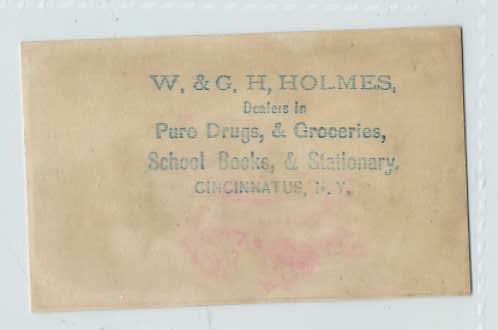 W. & G. H. HOLMES,
Dealers in
Pure Drugs, & Groceries,
School Books, & Stationary.
CINCINNATUS, N. Y.